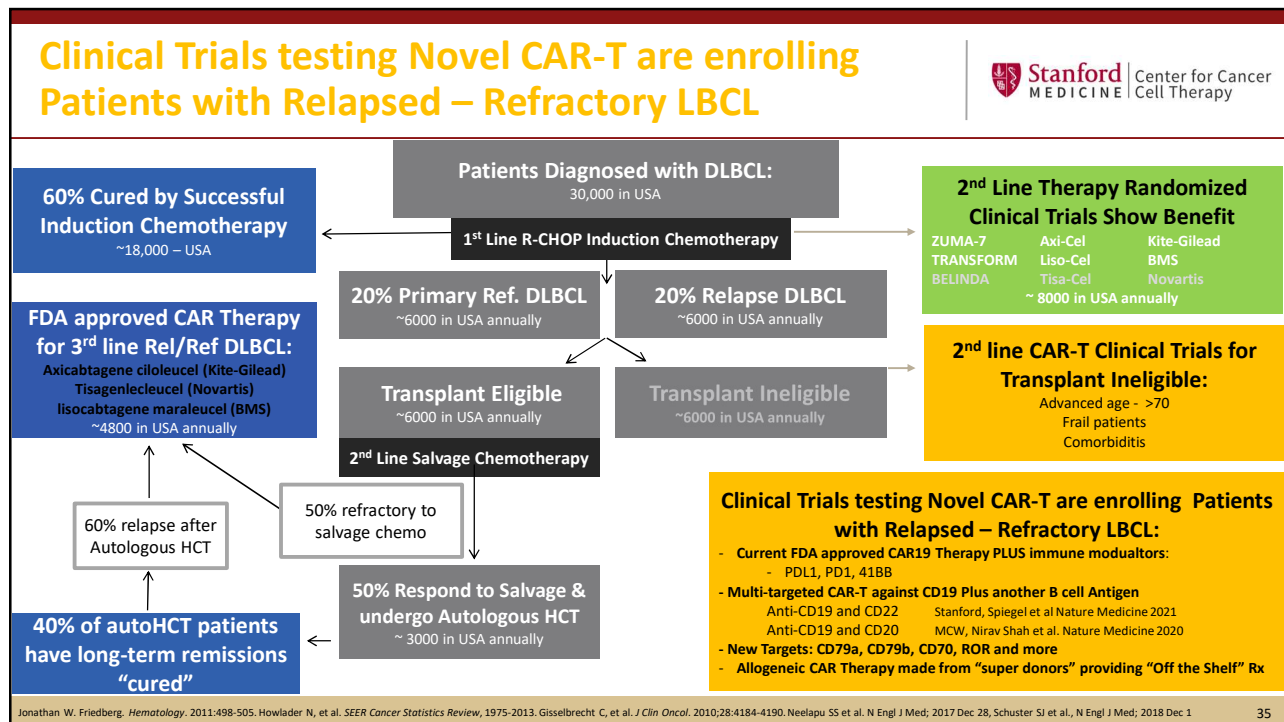 Clinical Trials testing Novel CAR-T are enrolling
Patients with Relapsed – Refractory LBCL
Stanford
MEDICINE
Center for Cancer
Cell Therapy
Patients Diagnosed with DLBCL:
30,000 in USA
1st Line R-CHOP Induction Chemotherapy
60% Cured by Successful
Induction Chemotherapy
~18,000 – USA
2nd Line Therapy Randomized
Clinical Trials Show Benefit
ZUMA-7 Axi-Cel Kite-Gilead
TRANSFORM Liso-Cel BMS
BELINDA Tisa-Cel Novartis
~ 8000 in USA annually
20% Primary Ref. DLBCL
~6000 in USA annually
20% Relapse DLBCL
~6000 in USA annually
FDA approved CAR Therapy
for 3rd line Rel/Ref DLBCL:
Axicabtagene ciloleucel (Kite-Gilead)
Tisagenlecleucel (Novartis)
lisocabtagene maraleucel (BMS)
~4800 in USA annually
Transplant Eligible
~6000 in USA annually
2nd Line Salvage Chemotherapy
Transplant Ineligible
~6000 in USA annually
2nd line CAR-T Clinical Trials for
Transplant Ineligible:
Advanced age - >70
Frail patients
Comorbiditis
60% relapse after
Autologous HCT
50% refractory to
salvage chemo
50% Respond to Salvage &
undergo Autologous HCT
~ 3000 in USA annually
40% of autoHCT patients
have long-term remissions
“cured”
Clinical Trials testing Novel CAR-T are enrolling Patients
with Relapsed – Refractory LBCL:
- Current FDA approved CAR19 Therapy PLUS immune modualtors:
- PDL1, PD1, 41BB
- Multi-targeted CAR-T against CD19 Plus another B cell Antigen
Anti-CD19 and CD22 Stanford, Spiegel et al Nature Medicine 2021
Anti-CD19 and CD20 MCW, Nirav Shah et al. Nature Medicine 2020
- New Targets: CD79a, CD79b, CD70, ROR and more
- Allogeneic CAR Therapy made from “super donors” providing “Off the Shelf” Rx
Jonathan W. Friedberg. Hematology. 2011:498-505. Howlader N, et al. SEER Cancer Statistics Review, 1975-2013. Gisselbrecht C, et al. J Clin Oncol. 2010;28:4184-4190. Neelapu SS et al. N Engl J Med; 2017 Dec 28, Schuster SJ et al., N Engl J Med; 2018 Dec 1
35